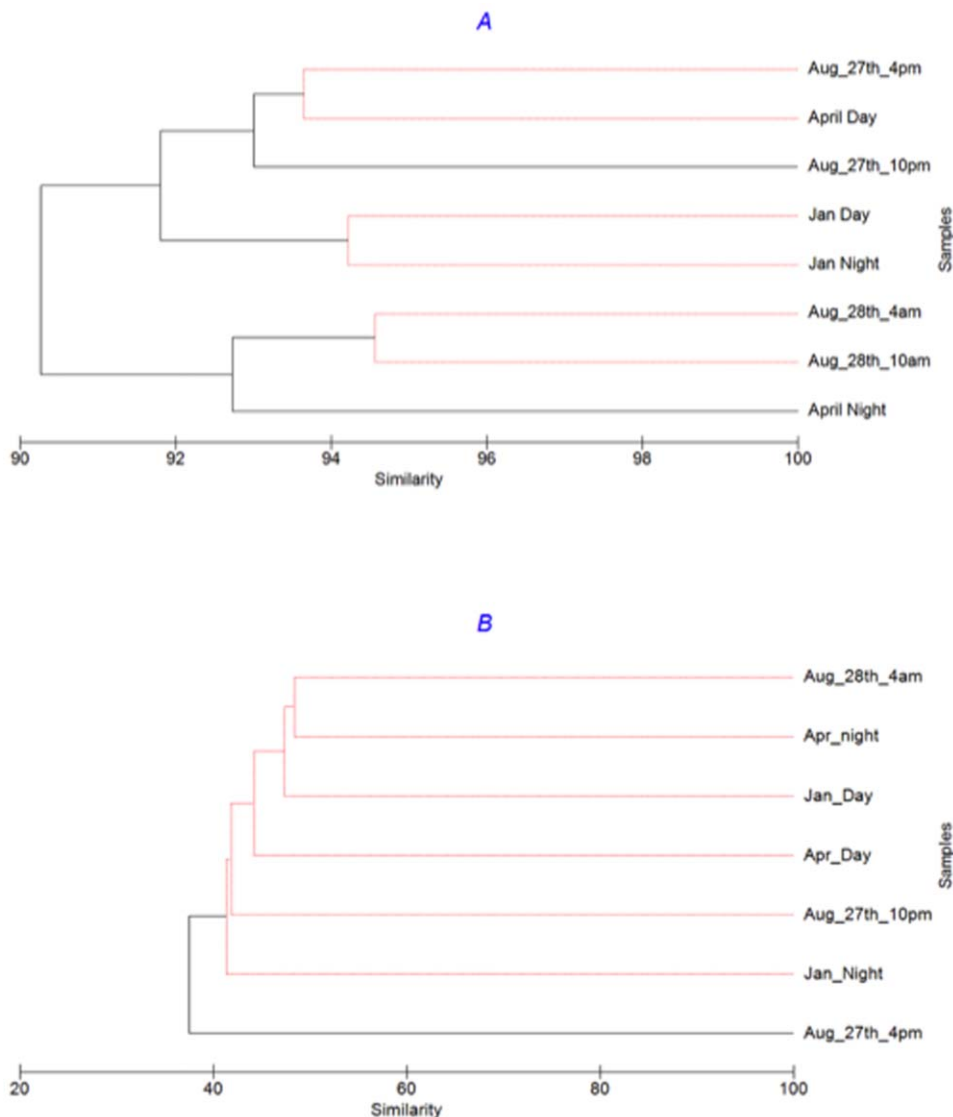 A
Aug_27th_4pm
April Day
Aug_27th_10pm
Jan Day
Jan Night
Aug_28th_4am
Aug_28th_10am
April Night
Samples
90 92 94 96 98 100
Similarity
B
Aug_28th_4am
Apr_night
Jan_Day
Apr_Day
Aug_27th_10pm
Jan_Night
Aug_27th_4pm
Samples
20 40 60 80 100
Similarity